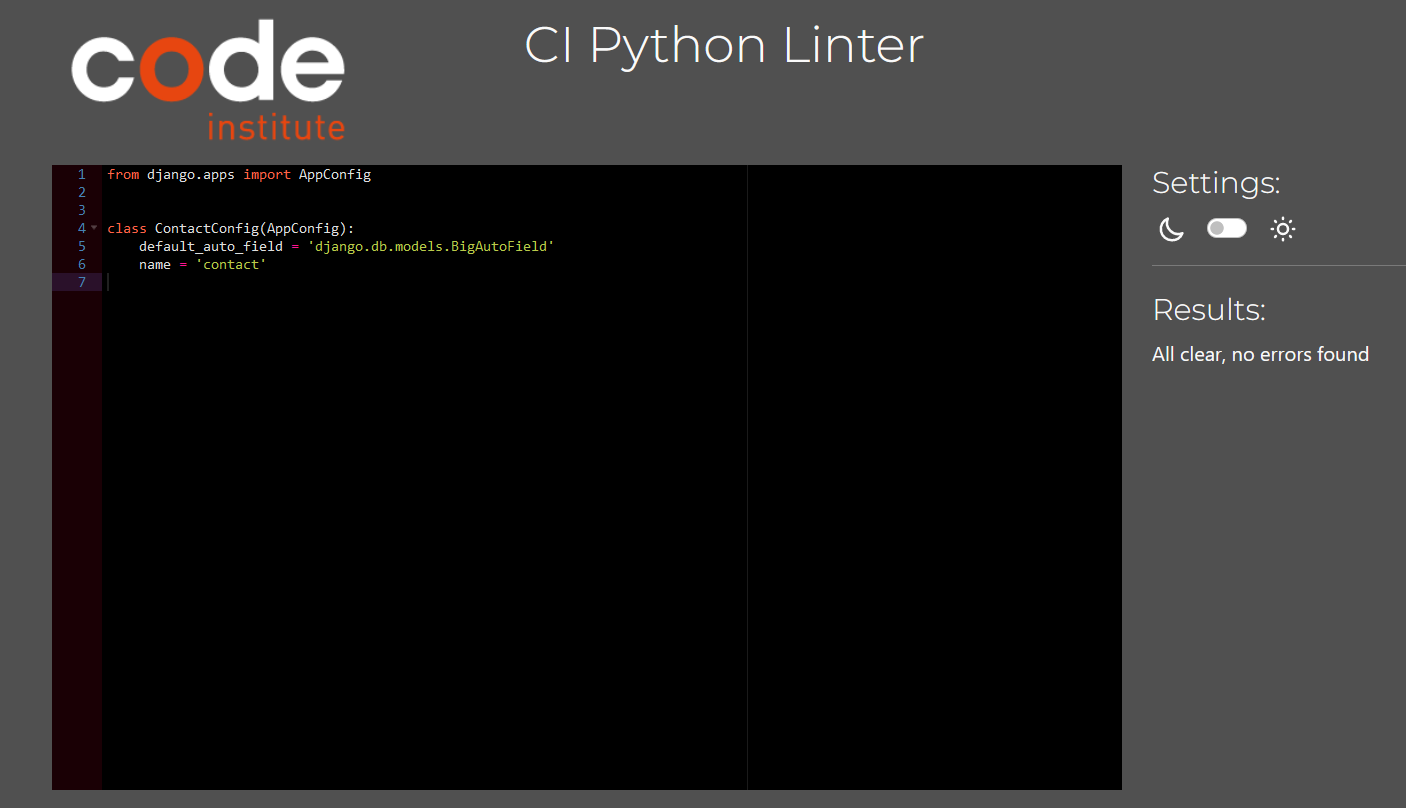 code
institute
CI Python Linter
1 from django.apps import AppConfig
2
3
4 class ContactConfig(AppConfig):
5     default_auto_field = 'django.db.models.BigAutoField'
6     name = 'contact'
7
Settings:
Results:
All clear, no errors found